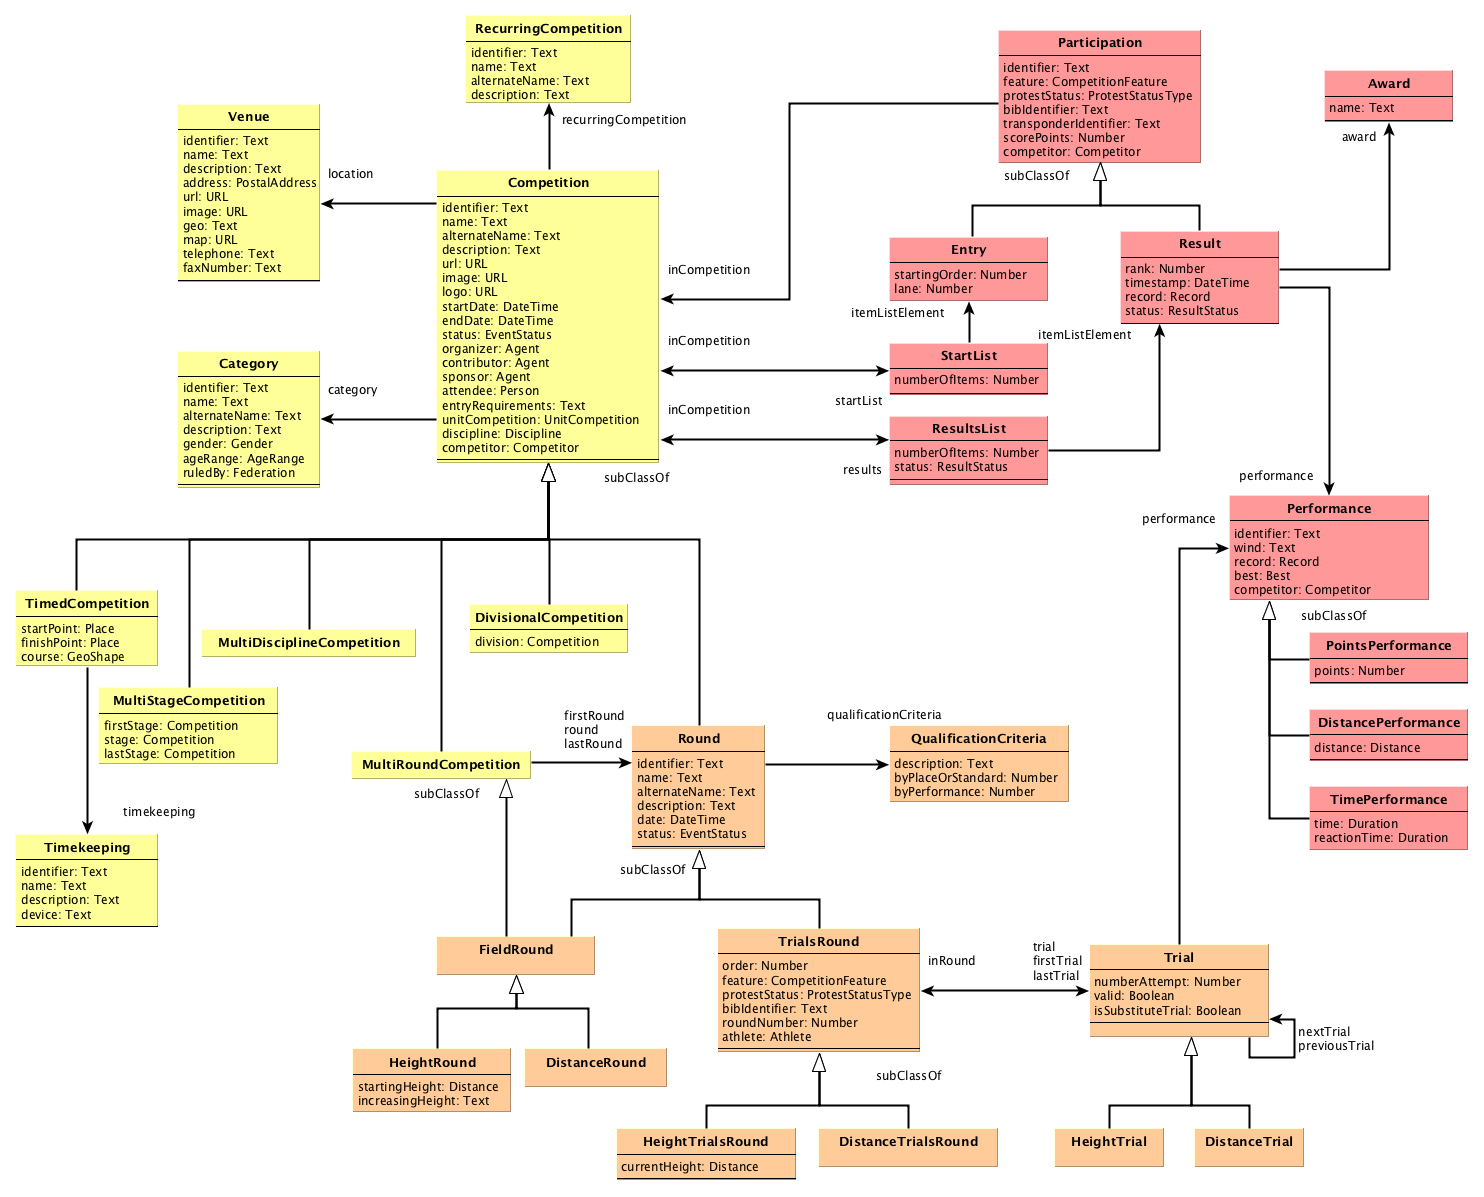 RecurringCompetition
identifier: Text
name: Text
alternateName: Text
description: Text
recurringCompetition
Venue
identifier: Text
name: Text
description: Text
address: PostalAddress
url: URL
image: URL
geo: Text
map: URL
telephone: Text
faxNumber: Text
location
Competition
identifier: Text
name: Text
alternateName: Text
description: Text
url: URL
image: URL
logo: URL
startDate: DateTime
endDate: DateTime
status: EventStatus
organizer: Agent
contributor: Agent
sponsor: Agent
attendee: Person
entryRequirements: Text
unitCompetition: UnitCompetition
discipline: Discipline
competitor: Competitor
subClassOf
Category
identifier: Text
name: Text
alternateName: Text
description: Text
gender: Gender
ageRange: AgeRange
ruledBy: Federation
category
Participation
identifier: Text
feature: CompetitionFeature
protestStatus: ProtestStatusType
bibIdentifier: Text
transponderIdentifier: Text
scorePoints: Number
competitor: Competitor
subClassOf
Award
name: Text
award
Entry
startingOrder: Number
lane: Number
itemListElement
Result
rank: Number
timestamp: DateTime
record: Record
status: ResultStatus
itemListElement
inCompetition
inCompetition
inCompetition
StartList
numberOfItems: Number
startList
ResultsList
numberOfItems: Number
status: ResultStatus
results
performance
performance
Performance
identifier: Text
wind: Text
record: Record
best: Best
competitor: Competitor
subClassOf
PointsPerformance
points: Number
DistancePerformance
distance: Distance
TimePerformance
time: Duration
reactionTime: Duration
TimedCompetition
startPoint: Place
finishPoint: Place
course: GeoShape
MultiDisciplineCompetition
DivisionalCompetition
division: Competition
MultiStageCompetition
firstStage: Competition
stage: Competition
lastStage: Competition
timekeeping
Timekeeping
identifier: Text
name: Text
description: Text
device: Text
MultiRoundCompetition
subClassOf
firstRound
round
lastRound
Round
identifier: Text
name: Text
alternateName: Text
description: Text
date: DateTime
status: EventStatus
subClassOf
qualificationCriteria
QualificationCriteria
description: Text
byPlaceOrStandard: Number
byPerformance: Number
FieldRound
HeightRound
startingHeight: Distance
increasingHeight: Text
DistanceRound
TrialsRound
order: Number
feature: CompetitionFeature
protestStatus: ProtestStatusType
bibIdentifier: Text
roundNumber: Number
athlete: Athlete
subClassOf
inRound
trial
firstTrial
lastTrial
Trial
numberAttempt: Number
valid: Boolean
isSubstituteTrial: Boolean
nextTrial
previousTrial
HeightTrialsRound
currentHeight: Distance
DistanceTrialsRound
HeightTrial
DistanceTrial